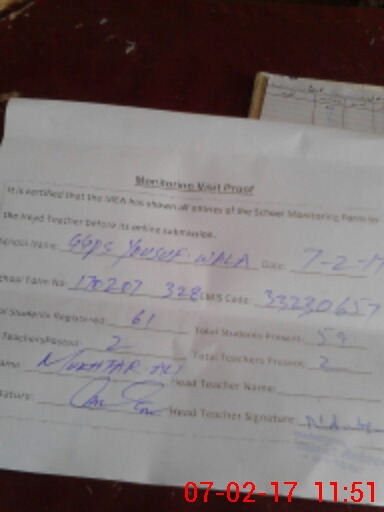 Monitoring Visit Proof
It is certified that the MEA has shown all entries of the School Monitoring Form to
the Head Teacher before its online submission.
School Name: GGPS YOUSUF WALA Date: 7-2-17
School Form No: 170207 328 EMIS Code: 33230657
Students Registered: 61 Total Students Present: 59
Teachers Posted: 2 Total Teachers Present: 2
Name: MUKHTAR ALI Head Teacher Name:
Signature: Head Teacher Signature:
07-02-17 11:51